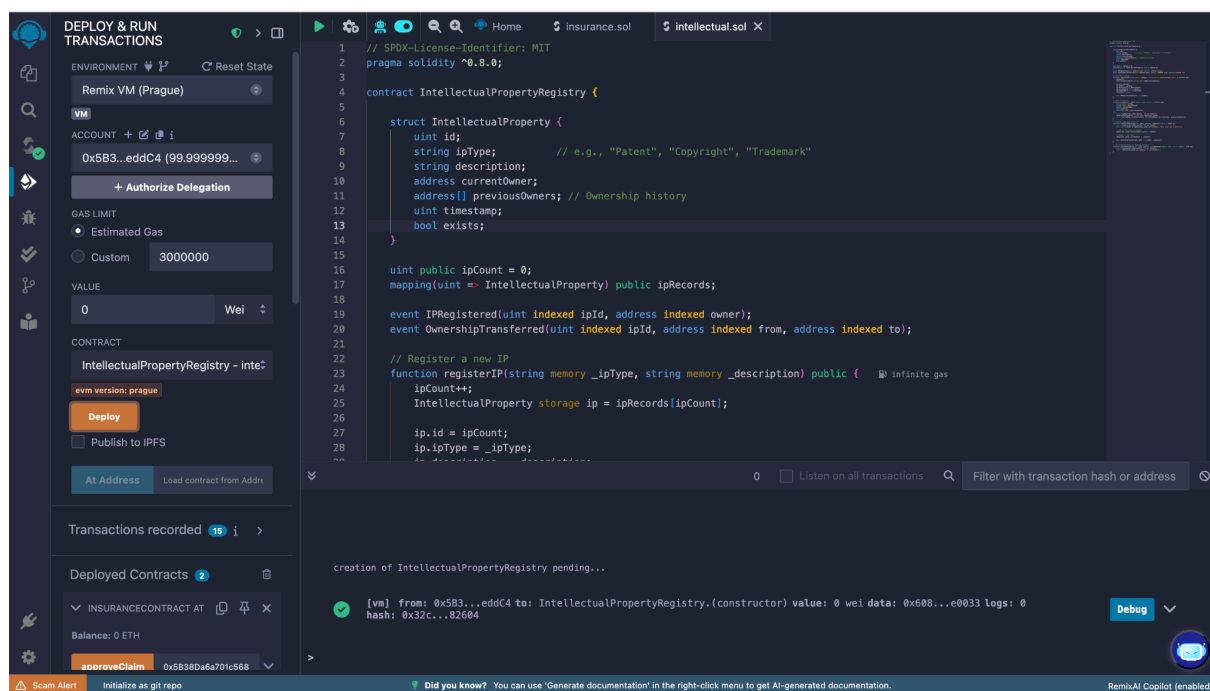 DEPLOY & RUN
TRANSACTIONS
ENVIRONMENT
Reset State
Remix VM (Prague)
VM
ACCOUNT
0x5B3...eddC4 (99.999999...
+ Authorize Delegation
GAS LIMIT
Estimated Gas
Custom 3000000
VALUE
0 Wei
CONTRACT
IntellectualPropertyRegistry - inte
evm version: prague
Deploy
Publish to IPFS
At Address Load contract from Addre
Transactions recorded 15 i
Deployed Contracts 2
INSURANCECONTRACT AT
Balance: 0 ETH
approveClaim 0x5B38Da6a701c568
Home insurance.sol intellectual.sol
1 // SPDX-License-Identifier: MIT
2 pragma solidity ^0.8.0;
3
4 contract IntellectualPropertyRegistry {
5
6 struct IntellectualProperty {
7 uint id;
8 string ipType; // e.g., "Patent", "Copyright", "Trademark"
9 string description;
10 address currentOwner;
11 address[] previousOwners; // Ownership history
12 uint timestamp;
13 bool exists;
14 }
15
16 uint public ipCount = 0;
17 mapping(uint => IntellectualProperty) public ipRecords;
18
19 event IPRegistered(uint indexed ipId, address indexed owner);
20 event OwnershipTransferred(uint indexed ipId, address indexed from, address indexed to);
21
22 // Register a new IP
23 function registerIP(string memory _ipType, string memory _description) public { infinite gas
24 ipCount++;
25 IntellectualProperty storage ip = ipRecords[ipCount];
26
27 ip.id = ipCount;
28 ip.ipType = _ipType;
0 Listen on all transactions Filter with transaction hash or address
creation of IntellectualPropertyRegistry pending...
[vm] from: 0x5B3...eddC4 to: IntellectualPropertyRegistry.(constructor) value: 0 wei data: 0x608...e0033 logs: 0
hash: 0x32c...82604
Debug
>
Scam Alert Initialize as git repo Did you know? You can use 'Generate documentation' in the right-click menu to get AI-generated documentation. RemixAI Copilot (enabled